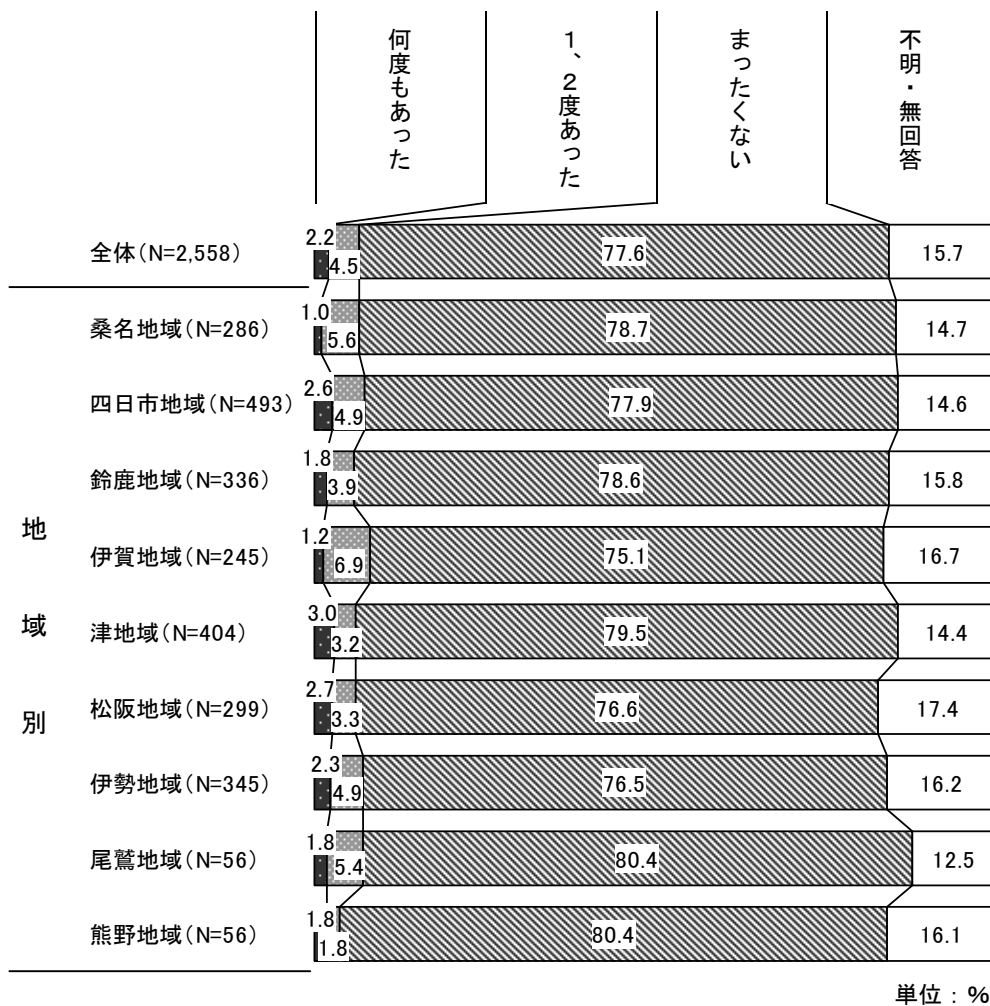 何度もあった
1、2度あった
まったくない
不明・無回答
全体(N=2,558)
2.2
4.5
77.6
15.7
地域別
桑名地域(N=286)
1.0
5.6
78.7
14.7
四日市地域(N=493)
2.6
4.9
77.9
14.6
鈴鹿地域(N=336)
1.8
3.9
78.6
15.8
伊賀地域(N=245)
1.2
6.9
75.1
16.7
津地域(N=404)
3.0
3.2
79.5
14.4
松阪地域(N=299)
2.7
3.3
76.6
17.4
伊勢地域(N=345)
2.3
4.9
76.5
16.2
尾鷲地域(N=56)
1.8
5.4
80.4
12.5
熊野地域(N=56)
1.8
1.8
80.4
16.1
単位:%